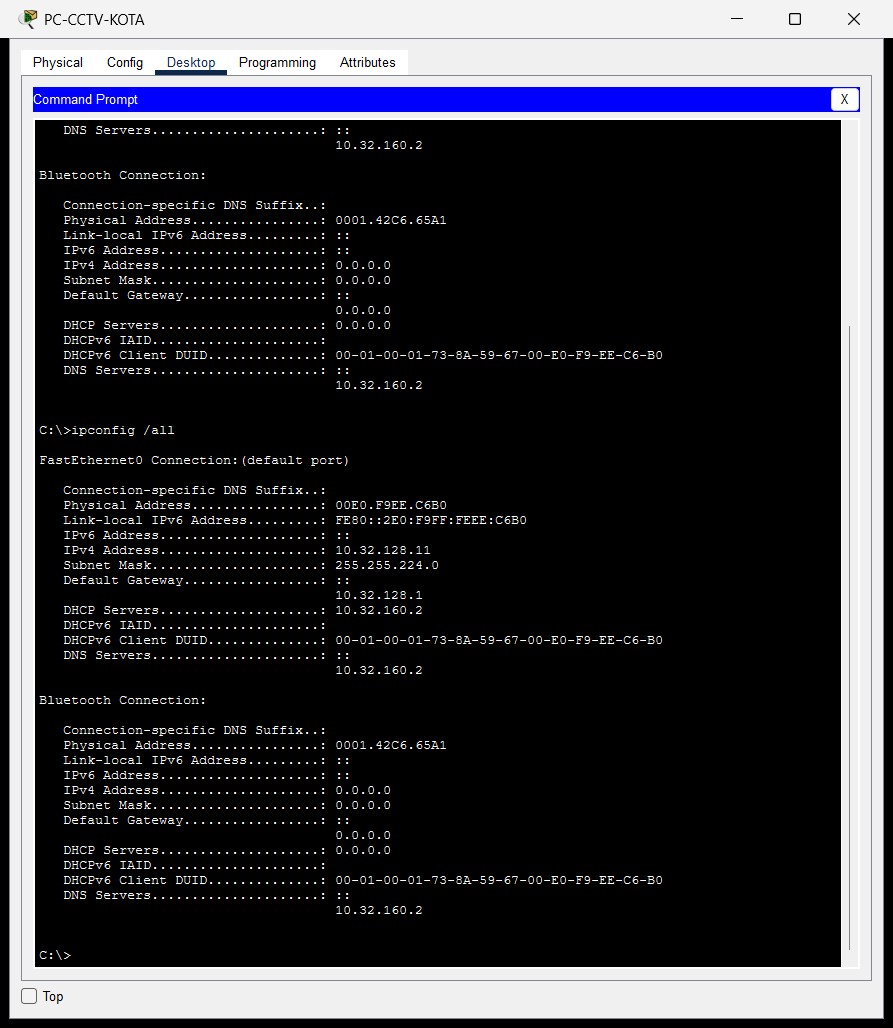 PC-CCTV-KOTA
Physical Config Desktop Programming Attributes
Command Prompt X
DNS Servers.....................: ::
10.32.160.2
Bluetooth Connection:
Connection-specific DNS Suffix..:
Physical Address................: 0001.42C6.65A1
Link-local IPv6 Address.........: ::
IPv6 Address....................: ::
IPv4 Address....................: 0.0.0.0
Subnet Mask.....................: 0.0.0.0
Default Gateway.................: ::
0.0.0.0
DHCP Servers....................: 0.0.0.0
DHCPv6 IAID.....................:
DHCPv6 Client DUID..............: 00-01-00-01-73-8A-59-67-00-E0-F9-EE-C6-B0
DNS Servers.....................: ::
10.32.160.2
C:\>ipconfig /all
FastEthernet0 Connection:(default port)
Connection-specific DNS Suffix..:
Physical Address................: 00E0.F9EE.C6B0
Link-local IPv6 Address.........: FE80::2E0:F9FF:FEEE:C6B0
IPv6 Address....................: ::
IPv4 Address....................: 10.32.128.11
Subnet Mask.....................: 255.255.224.0
Default Gateway.................: ::
10.32.128.1
DHCP Servers....................: 10.32.160.2
DHCPv6 IAID.....................:
DHCPv6 Client DUID..............: 00-01-00-01-73-8A-59-67-00-E0-F9-EE-C6-B0
DNS Servers.....................: ::
10.32.160.2
Bluetooth Connection:
Connection-specific DNS Suffix..:
Physical Address................: 0001.42C6.65A1
Link-local IPv6 Address.........: ::
IPv6 Address....................: ::
IPv4 Address....................: 0.0.0.0
Subnet Mask.....................: 0.0.0.0
Default Gateway.................: ::
0.0.0.0
DHCP Servers....................: 0.0.0.0
DHCPv6 IAID.....................:
DHCPv6 Client DUID..............: 00-01-00-01-73-8A-59-67-00-E0-F9-EE-C6-B0
DNS Servers.....................: ::
10.32.160.2
C:\>
Top